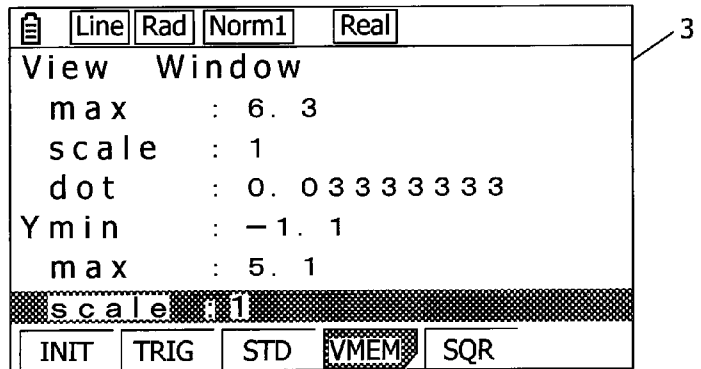 Line Rad Norm1 Real
3
View Window
max : 6.3
scale : 1
dot : 0.03333333
Ymin : −1.1
max : 5.1
scale :1
INIT TRIG STD VMEM SQR